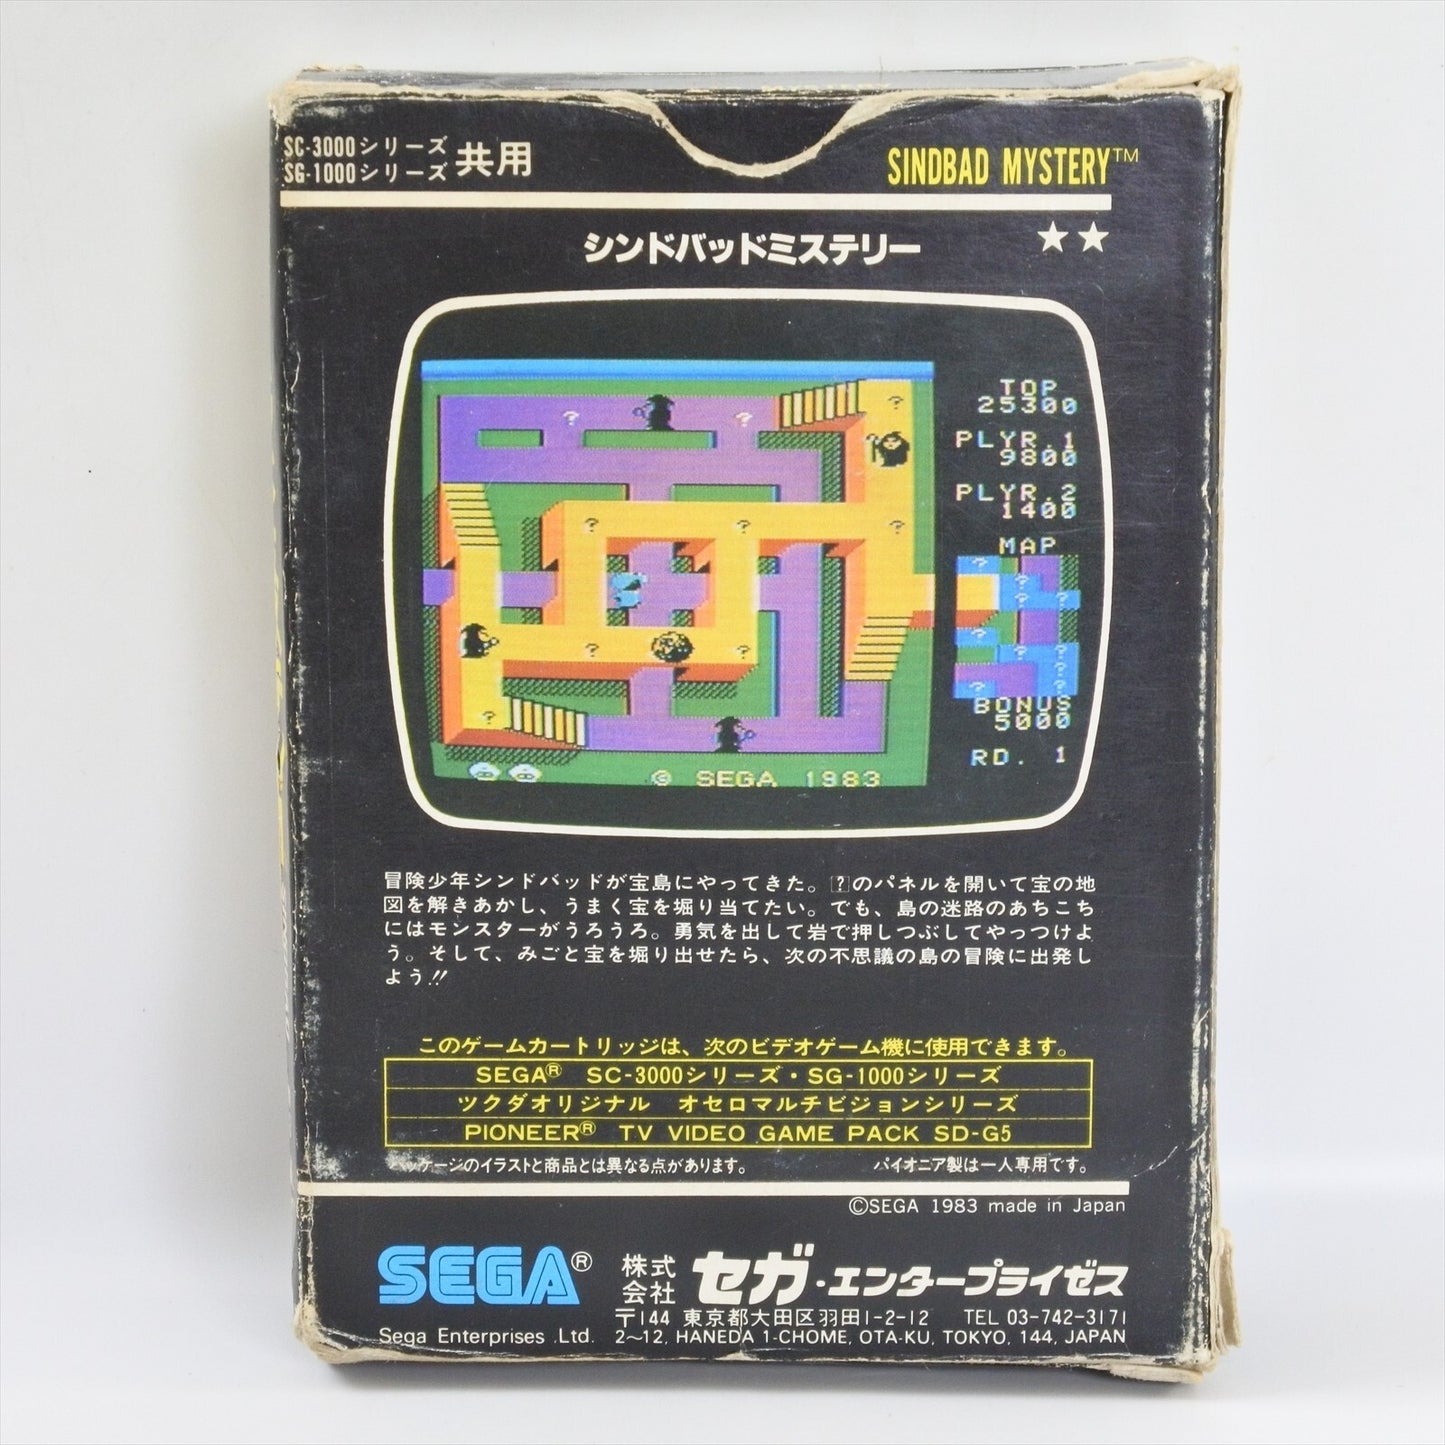 SC-3000シリーズ
SG-1000シリーズ 共用
SINDBAD MYSTERY™
★★
シンドバッドミステリー
TOP
25300
PLYR.1
9800
PLYR.2
1400
MAP
BONUS
5000
RD. 1
© SEGA 1983
冒険少年シンドバッドが宝島にやってきた。?のパネルを開いて宝の地
図を解きあかし、うまく宝を堀り当てたい。でも、島の迷路のあちこち
にはモンスターがうろうろ。勇気を出して岩で押しつぶしてやっつけよ
う。そして、みごと宝を堀り出せたら、次の不思議の島の冒険に出発し
よう!!
このゲームカートリッジは、次のビデオゲーム機に使用できます。
SEGA® SC-3000シリーズ・SG-1000シリーズ
ツクダオリジナル オセロマルチビジョンシリーズ
PIONEER® TV VIDEO GAME PACK SD-G5
ッケージのイラストと商品とは異なる点があります。 パイオニア製は一人専用です。
©SEGA 1983 made in Japan
SEGA® 株式会社 セガ・エンタープライゼス
〒144 東京都大田区羽田1-2-12 TEL 03-742-3171
Sega Enterprises .Ltd. 2~12, HANEDA 1-CHOME, OTA-KU, TOKYO, 144, JAPAN